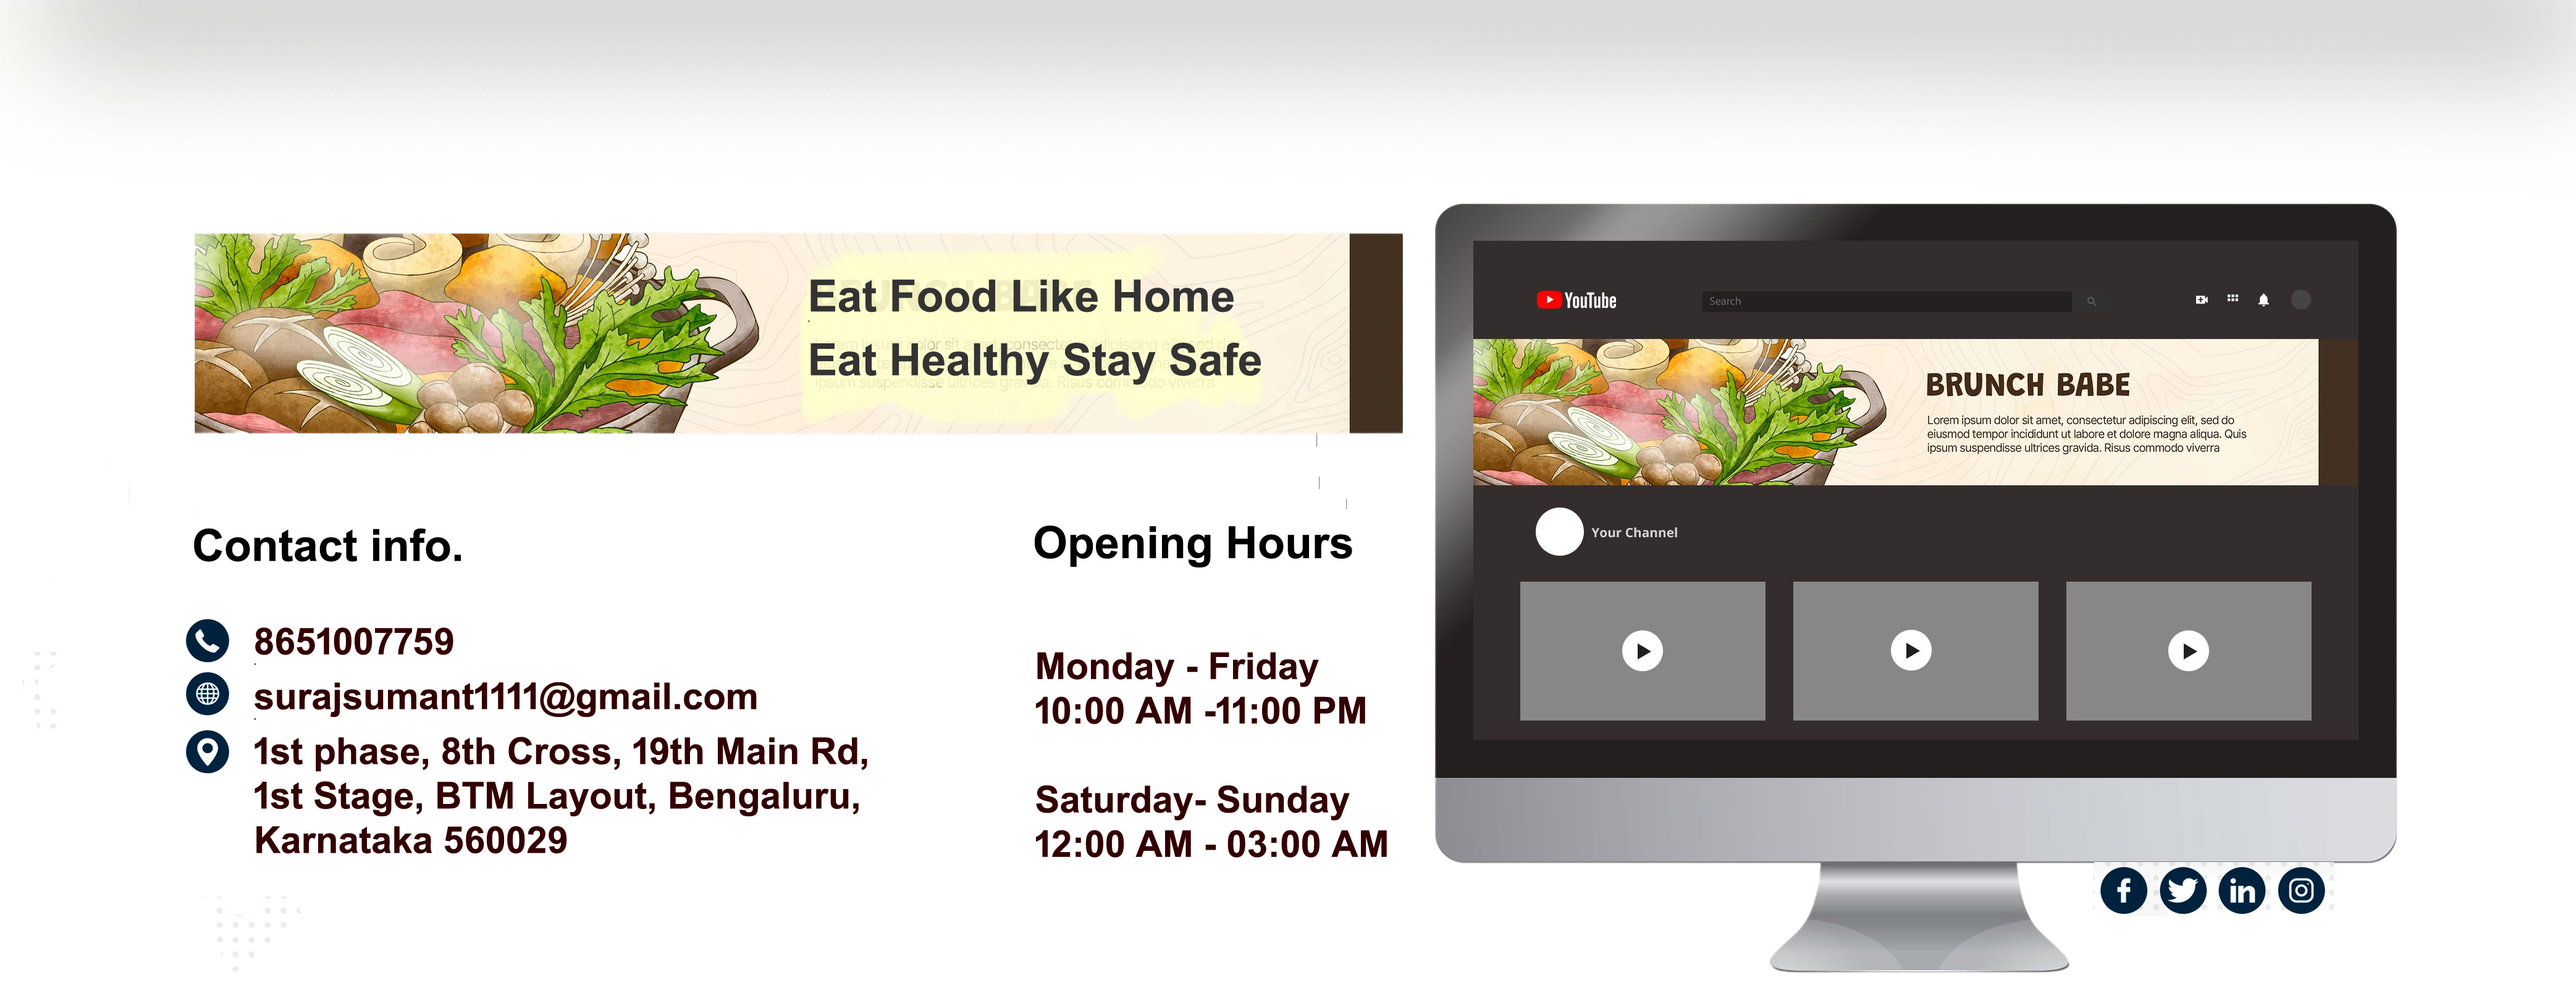 Eat Food Like Home
Eat Healthy Stay Safe
Contact info.
8651007759
surajsumant1111@gmail.com
1st phase, 8th Cross, 19th Main Rd,
1st Stage, BTM Layout, Bengaluru,
Karnataka 560029
Opening Hours
Monday - Friday
10:00 AM -11:00 PM
Saturday- Sunday
12:00 AM - 03:00 AM
YouTube
Search
BRUNCH BABE
Lorem ipsum dolor sit amet, consectetur adipiscing elit, sed do
eiusmod tempor incididunt ut labore et dolore magna aliqua. Quis
ipsum suspendisse ultrices gravida. Risus commodo viverra
Your Channel